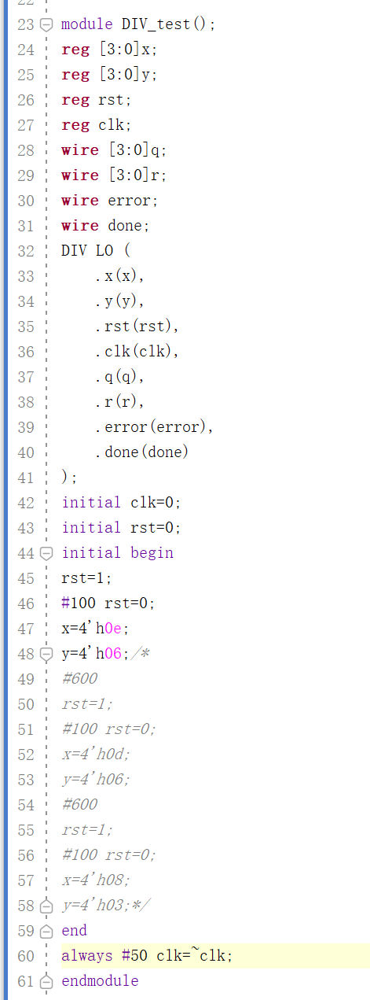 22
23 module DIV_test();
24 reg [3:0]x;
25 reg [3:0]y;
26 reg rst;
27 reg clk;
28 wire [3:0]q;
29 wire [3:0]r;
30 wire error;
31 wire done;
32 DIV LO (
33 .x(x),
34 .y(y),
35 .rst(rst),
36 .clk(clk),
37 .q(q),
38 .r(r),
39 .error(error),
40 .done(done)
41 );
42 initial clk=0;
43 initial rst=0;
44 initial begin
45 rst=1;
46 #100 rst=0;
47 x=4'h0e;
48 y=4'h06;/*
49 #600
50 rst=1;
51 #100 rst=0;
52 x=4'h0d;
53 y=4'h06;
54 #600
55 rst=1;
56 #100 rst=0;
57 x=4'h08;
58 y=4'h03;*/
59 end
60 always #50 clk=~clk;
61 endmodule